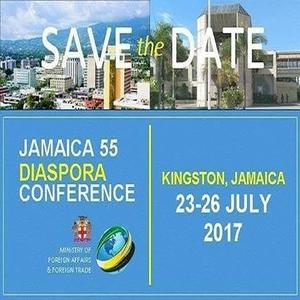 SAVE the DATE
JAMAICA 55
DIASPORA
CONFERENCE
MINISTRY OF
FOREIGN AFFAIRS
& FOREIGN TRADE
KINGSTON, JAMAICA
23-26 JULY
2017